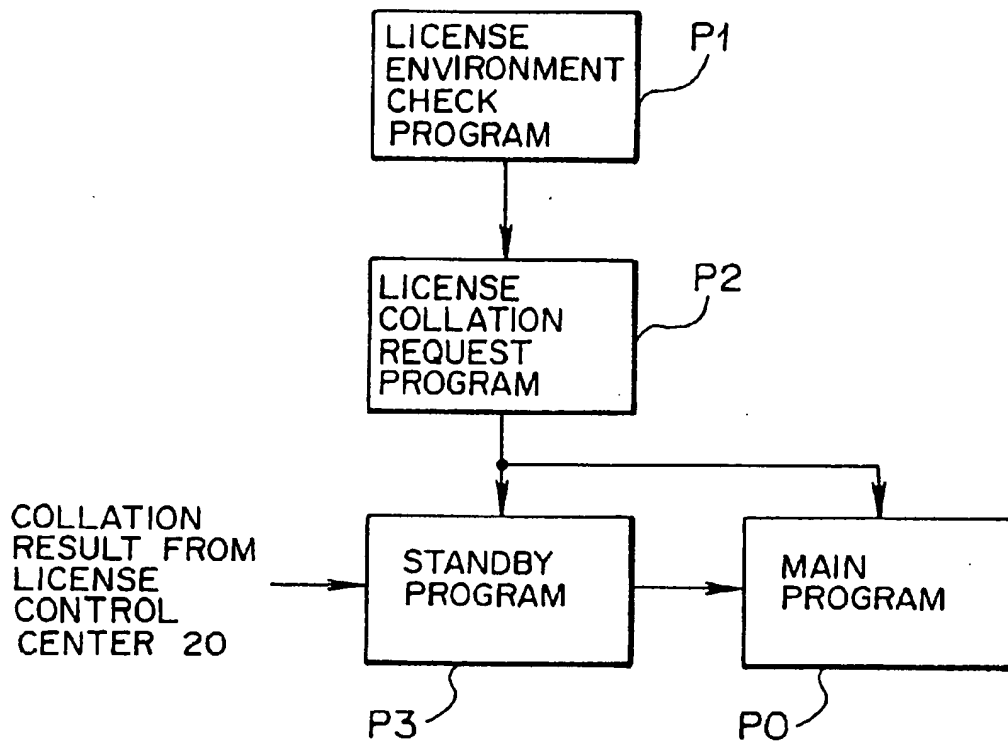 LICENSE
ENVIRONMENT
CHECK
PROGRAM
P1
LICENSE
COLLATION
REQUEST
PROGRAM
P2
COLLATION
RESULT FROM
LICENSE
CONTROL
CENTER 20
STANDBY
PROGRAM
MAIN
PROGRAM
P3
P0